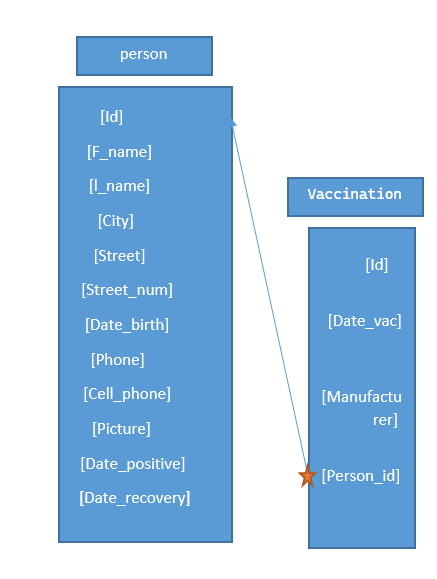 person
[Id]
[F_name]
[l_name]
[City]
[Street]
[Street_num]
[Date_birth]
[Phone]
[Cell_phone]
[Picture]
[Date_positive]
[Date_recovery]
Vaccination
[Id]
[Date_vac]
[Manufactu
rer]
[Person_id]